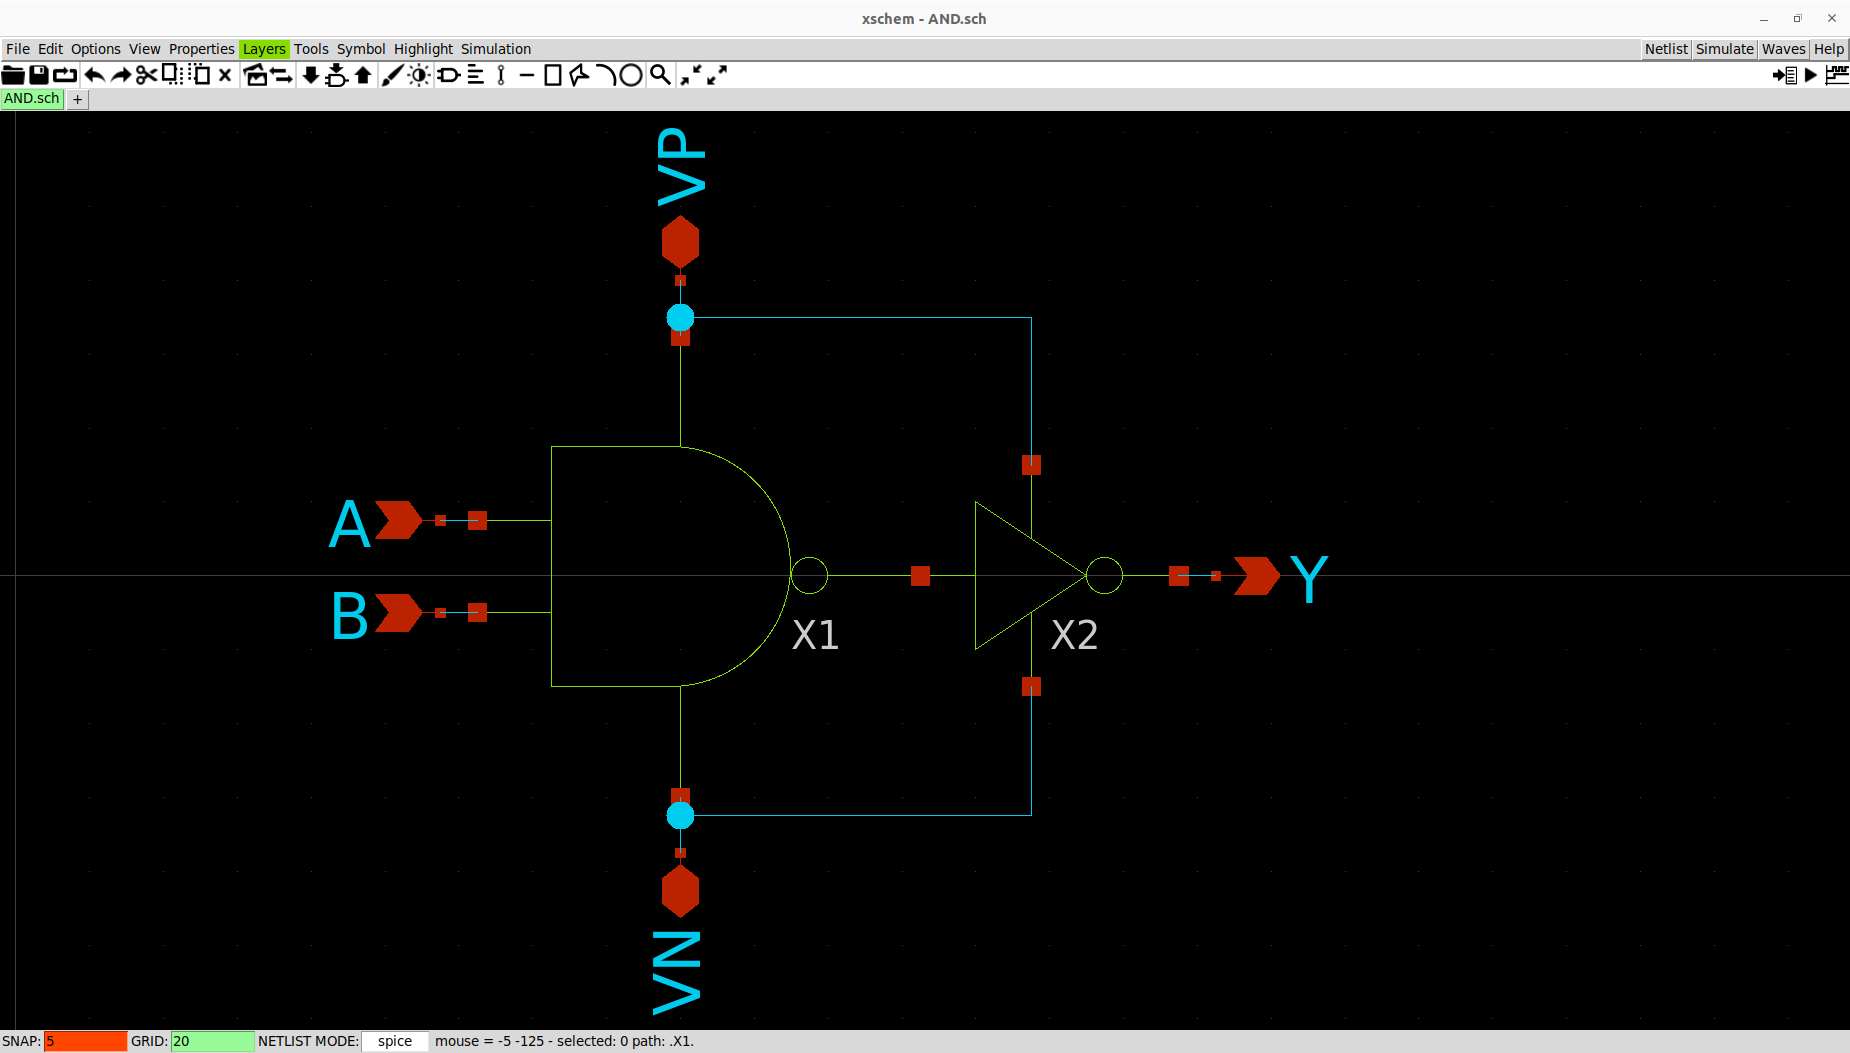 xschem - AND.sch
File Edit Options View Properties Layers Tools Symbol Highlight Simulation Netlist Simulate Waves Help
AND.sch +
VP
A
B
X1
X2
Y
VN
SNAP: 5 GRID: 20 NETLIST MODE: spice mouse = -5 -125 - selected: 0 path: .X1.